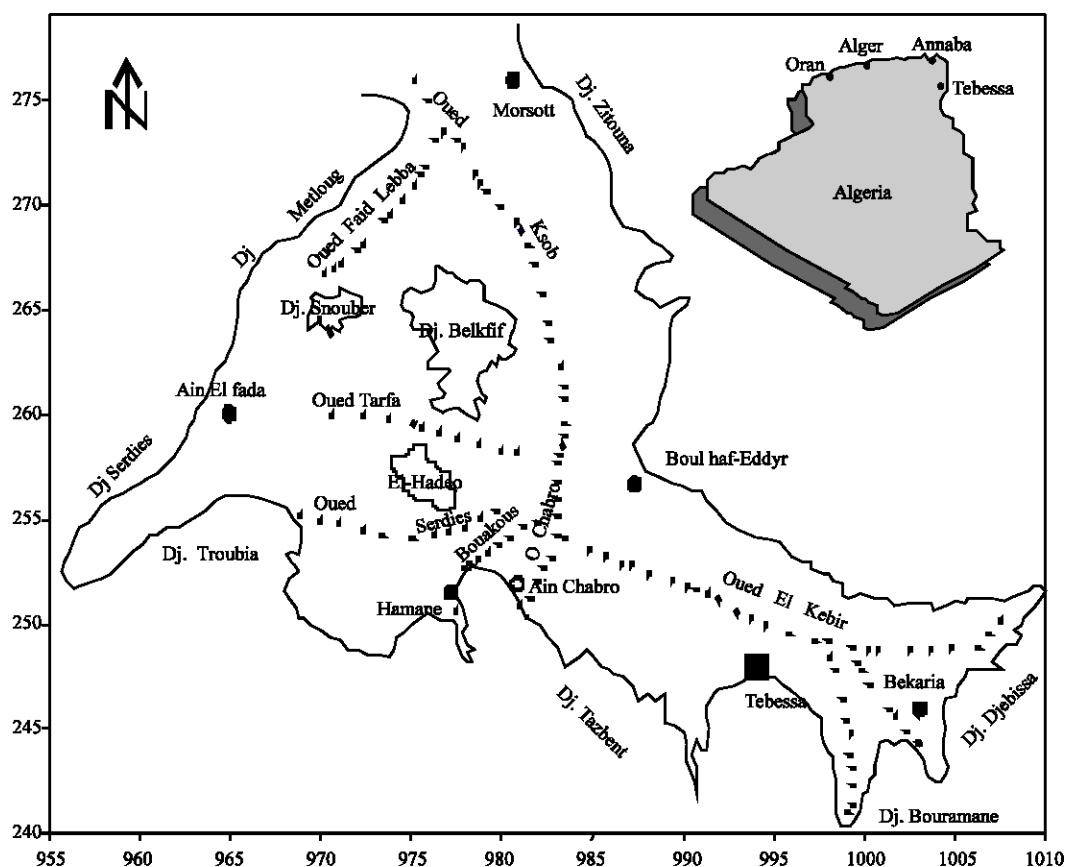 N
Alger
Annaba
Oran
Tebessa
Algeria
275
270
265
260
255
250
245
240
Oued
Morsott
Dj. Zitouna
Metloug
Dj
Oued Faid Lebba
Ksob
Dj. Snouber
Dj. Belkfif
Ain El fada
Oued Tarfa
Dj Serdies
El-Hadeo
Boul haf-Eddyr
Oued
Serdies
Bouakous
O Chabro
Dj. Troubia
Hamane
Ain Chabro
Oued El Kebir
Tebessa
Bekaria
Dj. Tazbent
Dj. Djebissa
Dj. Bouramane
955 960 965 970 975 980 985 990 995 1000 1005 1010